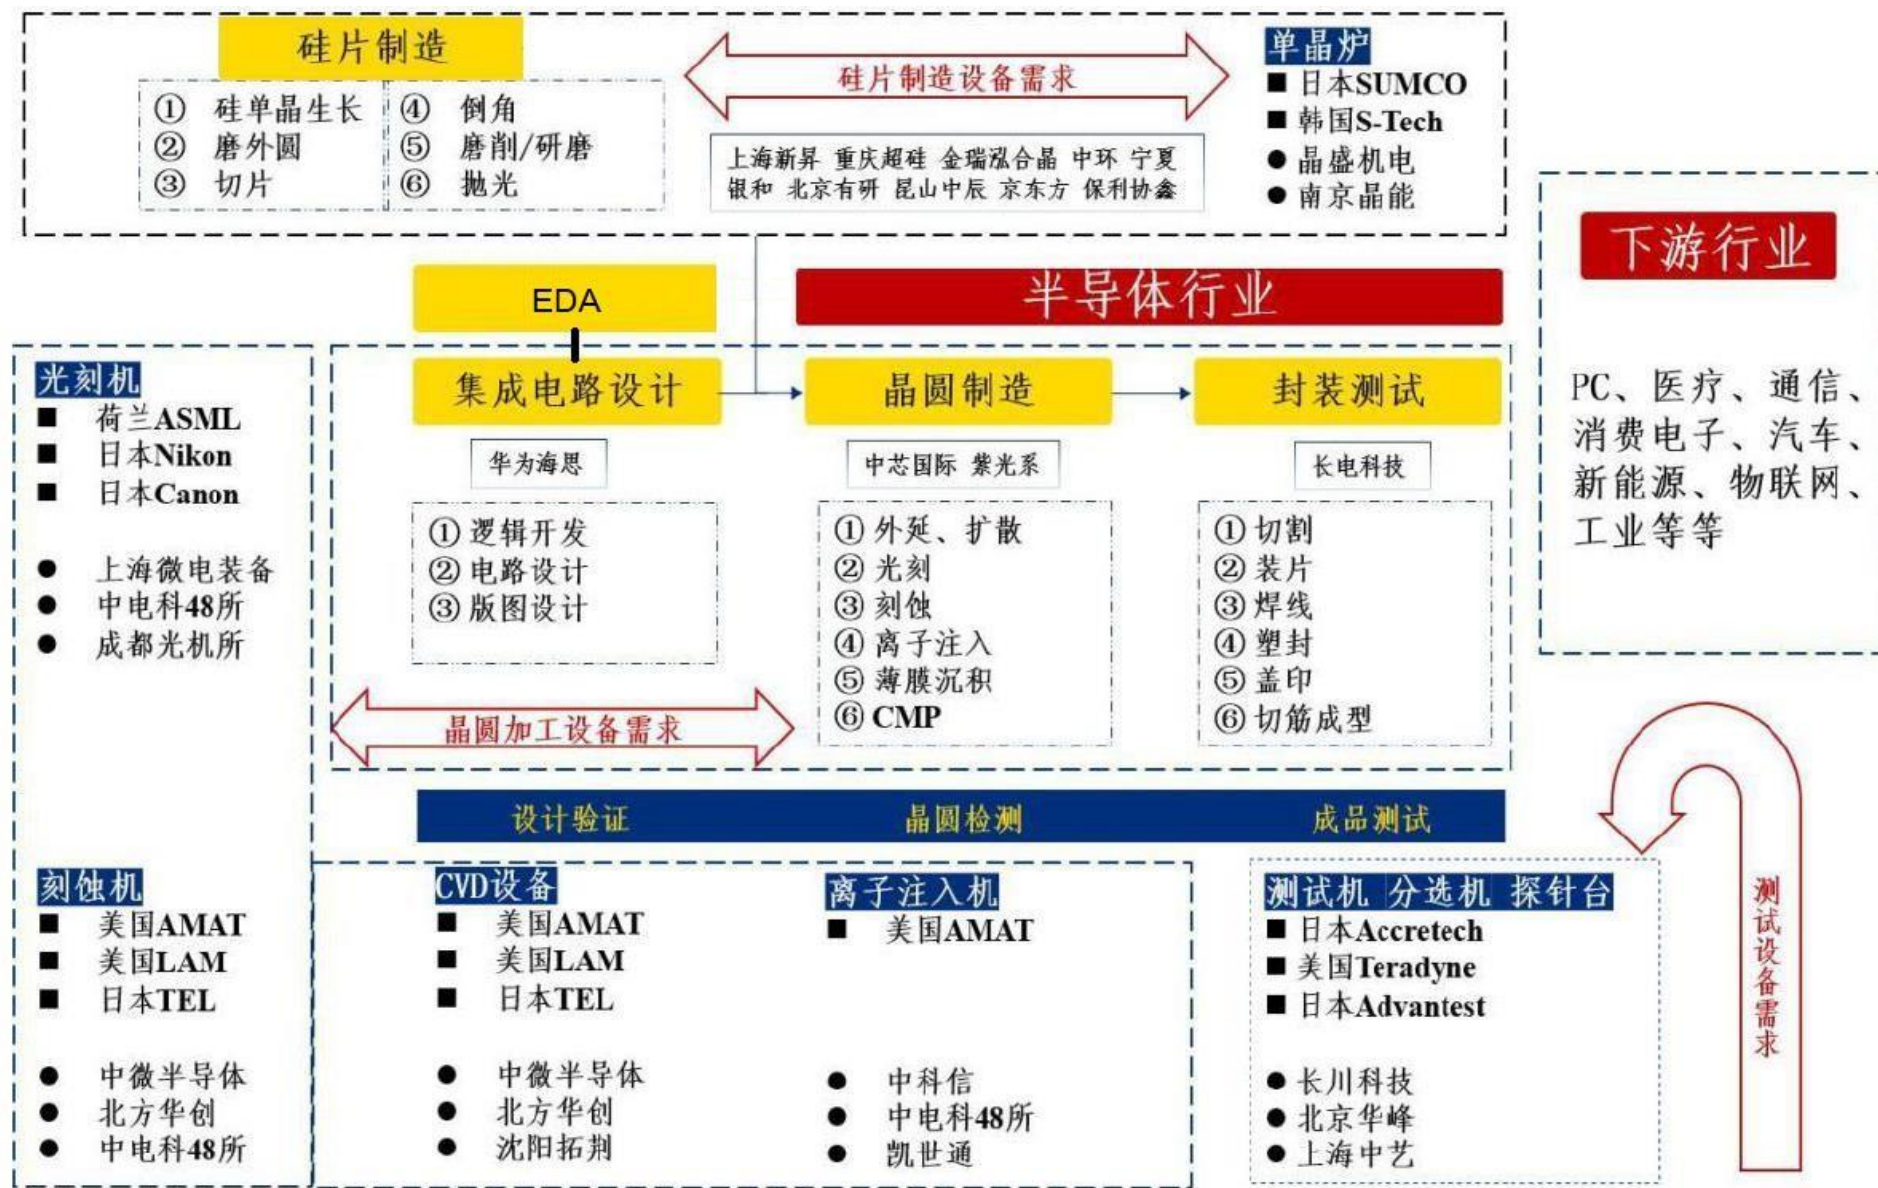 硅片制造
① 硅单晶生长
② 磨外圆
③ 切片
④ 倒角
⑤ 磨削/研磨
⑥ 抛光
硅片制造设备需求
上海新昇 重庆超硅 金瑞泓合晶 中环 宁夏
银和 北京有研 昆山中辰 京东方 保利协鑫
单晶炉
■ 日本SUMCO
■ 韩国S-Tech
● 晶盛机电
● 南京晶能
下游行业
PC、医疗、通信、
消费电子、汽车、
新能源、物联网、
工业等等
EDA
半导体行业
集成电路设计
晶圆制造
封装测试
华为海思
中芯国际 紫光系
长电科技
① 逻辑开发
② 电路设计
③ 版图设计
① 外延、扩散
② 光刻
③ 刻蚀
④ 离子注入
⑤ 薄膜沉积
⑥ CMP
① 切割
② 装片
③ 焊线
④ 塑封
⑤ 盖印
⑥ 切筋成型
晶圆加工设备需求
光刻机
■ 荷兰ASML
■ 日本Nikon
■ 日本Canon
● 上海微电装备
● 中电科48所
● 成都光机所
设计验证
晶圆检测
成品测试
刻蚀机
■ 美国AMAT
■ 美国LAM
■ 日本TEL
● 中微半导体
● 北方华创
● 中电科48所
CVD设备
■ 美国AMAT
■ 美国LAM
■ 日本TEL
● 中微半导体
● 北方华创
● 沈阳拓荆
离子注入机
■ 美国AMAT
● 中科信
● 中电科48所
● 凯世通
测试机 分选机 探针台
■ 日本Accretech
■ 美国Teradyne
■ 日本Advantest
● 长川科技
● 北京华峰
● 上海中艺
测试设备需求